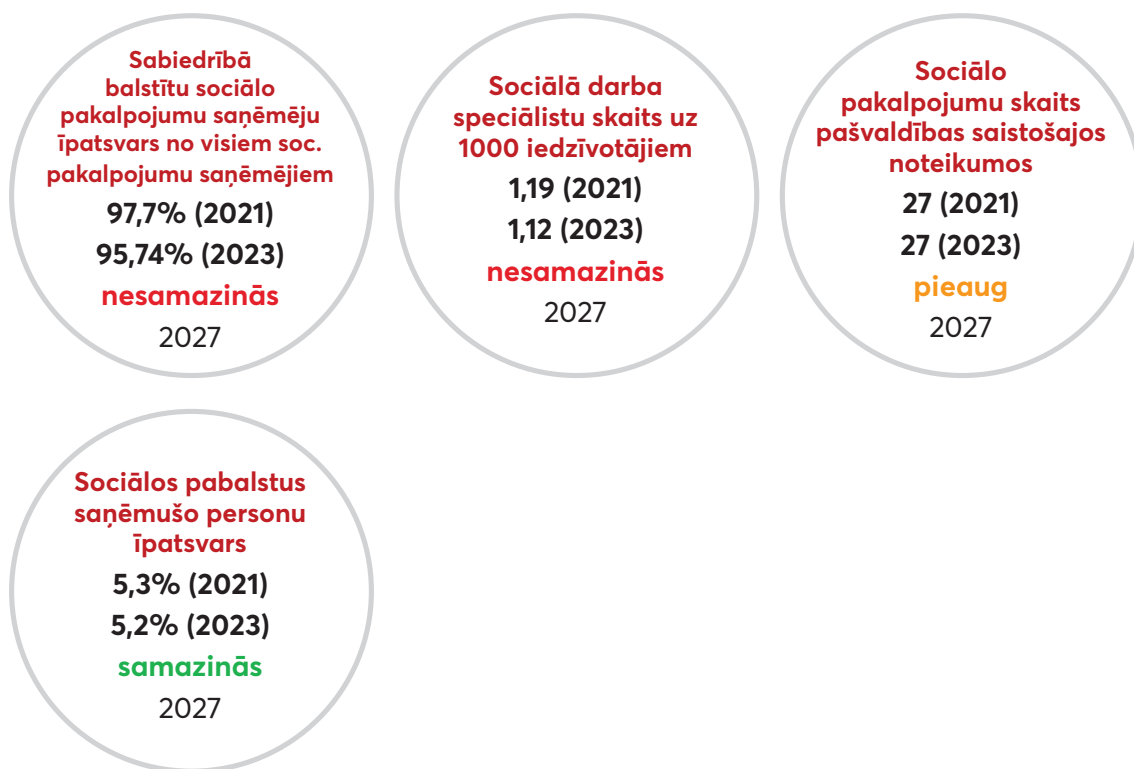 Sabiedrībā
balstītu sociālo
pakalpojumu saņēmēju
īpatsvars no visiem soc.
pakalpojumu saņēmējiem
97,7% (2021)
95,74% (2023)
nesamazinās
2027
Sociālā darba
speciālistu skaits uz
1000 iedzīvotājiem
1,19 (2021)
1,12 (2023)
nesamazinās
2027
Sociālo
pakalpojumu skaits
pašvaldības saistošajos
noteikumos
27 (2021)
27 (2023)
pieaug
2027
Sociālos pabalstus
saņēmušo personu
īpatsvars
5,3% (2021)
5,2% (2023)
samazinās
2027